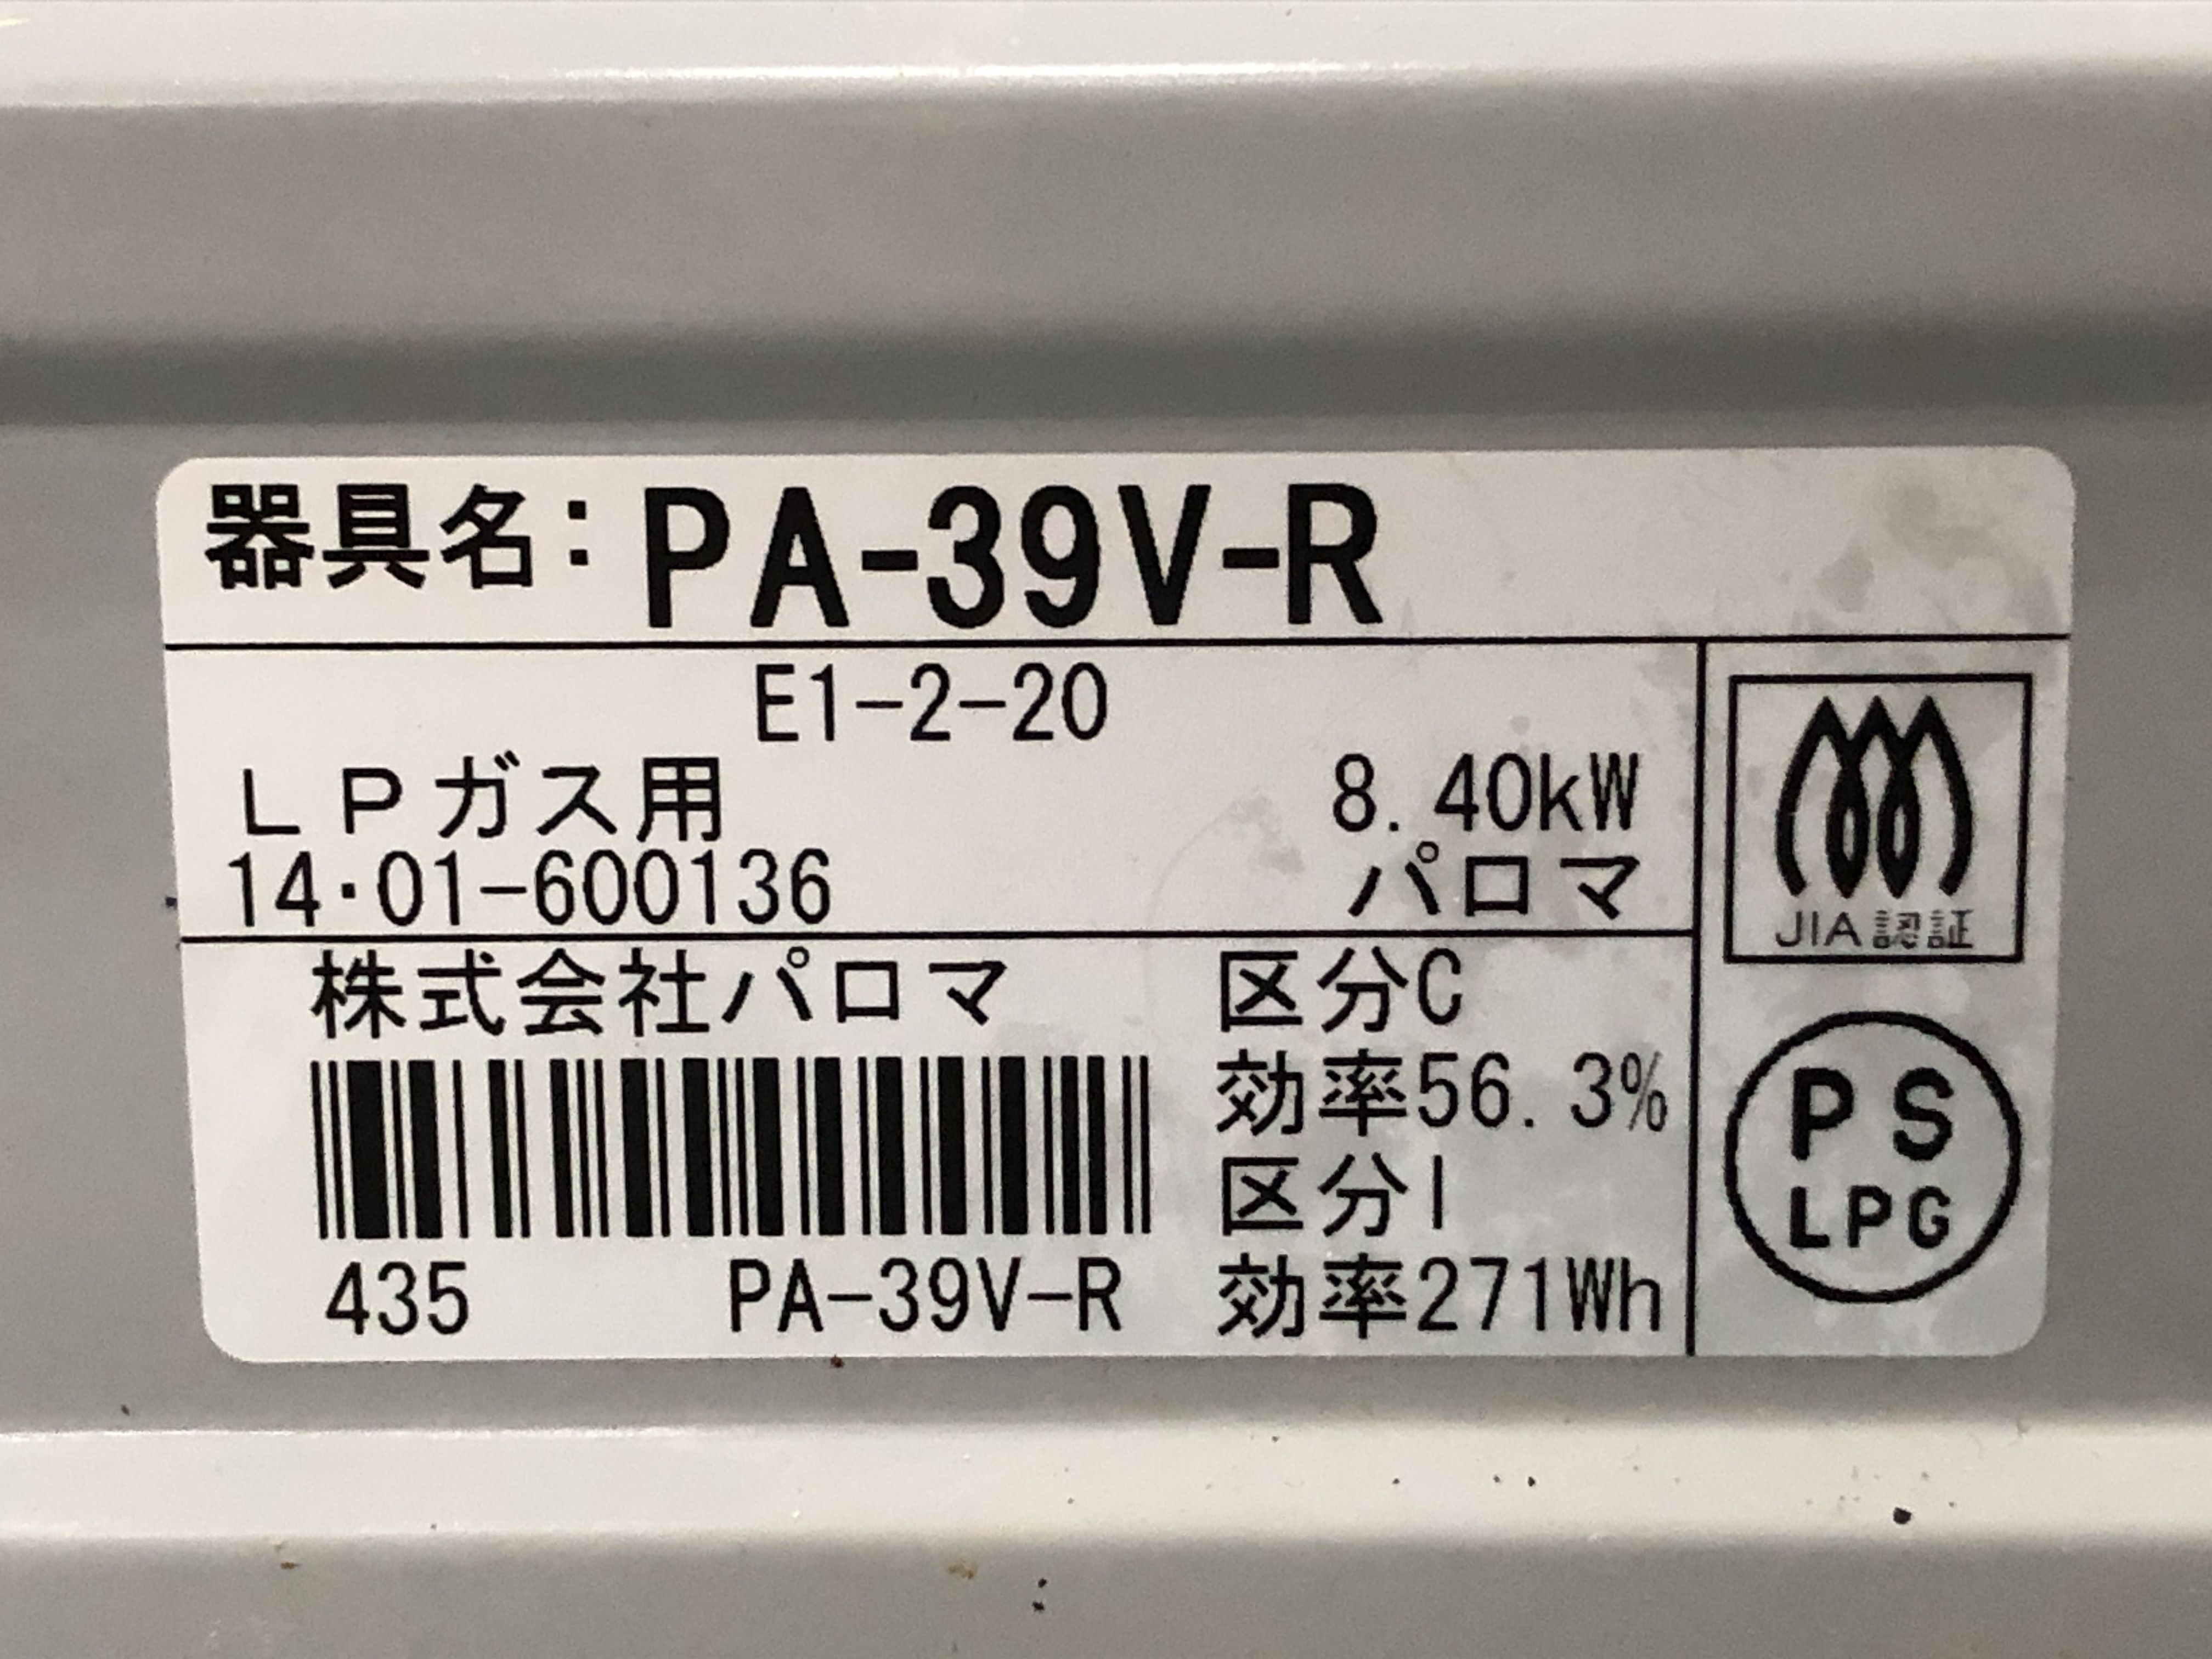 器具名：PA-39V-R
E1-2-20
ＬＰガス用 8.40kW
14・01-600136 パロマ
JIA認証
株式会社パロマ 区分C
効率56.3%
区分I
435 PA-39V-R 効率271Wh
PS
LPG